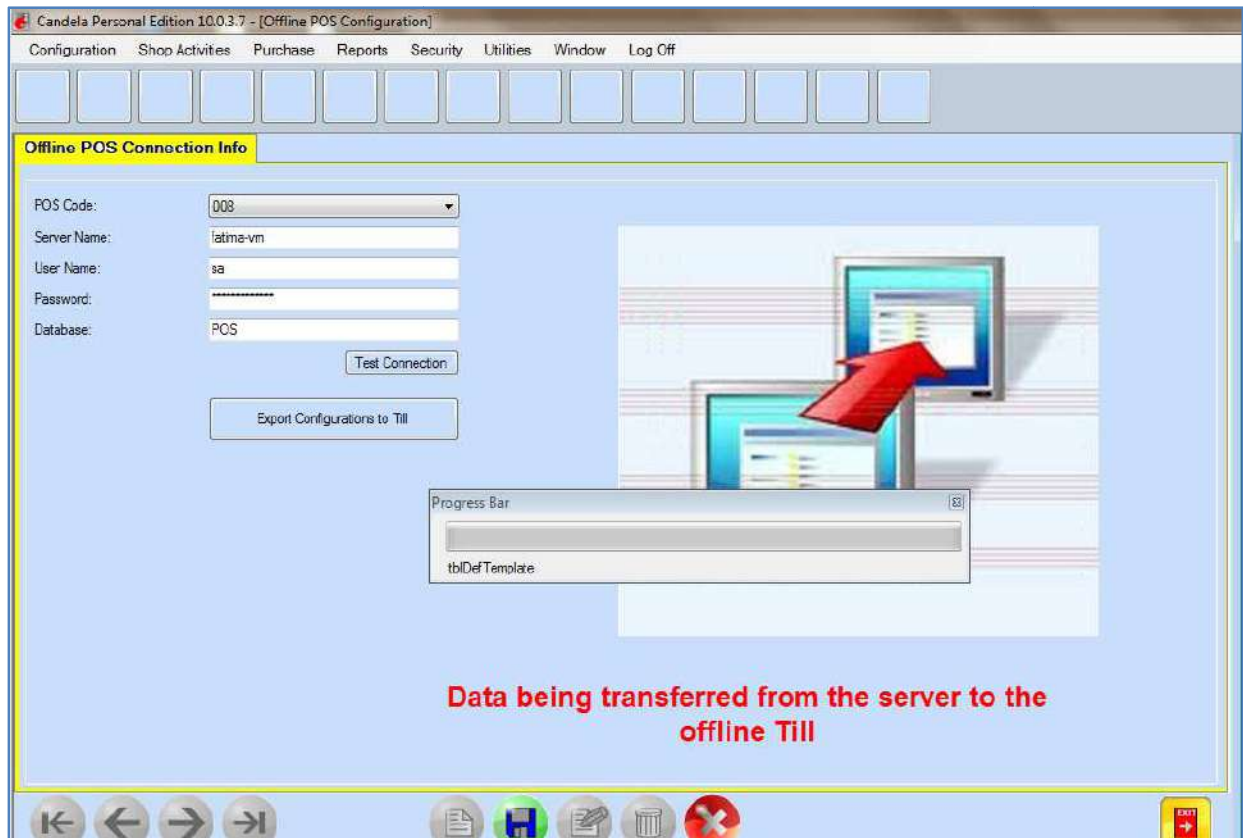 Candela Personal Edition 10.0.3.7 - [Offline POS Configuration]
Configuration Shop Activities Purchase Reports Security Utilities Window Log Off
Offline POS Connection Info
POS Code: 008
Server Name: fatima-vm
User Name: sa
Password: *************
Database: POS
Test Connection
Export Configurations to Till
Progress Bar
tblDefTemplate
Data being transferred from the server to the
offline Till
EXIT